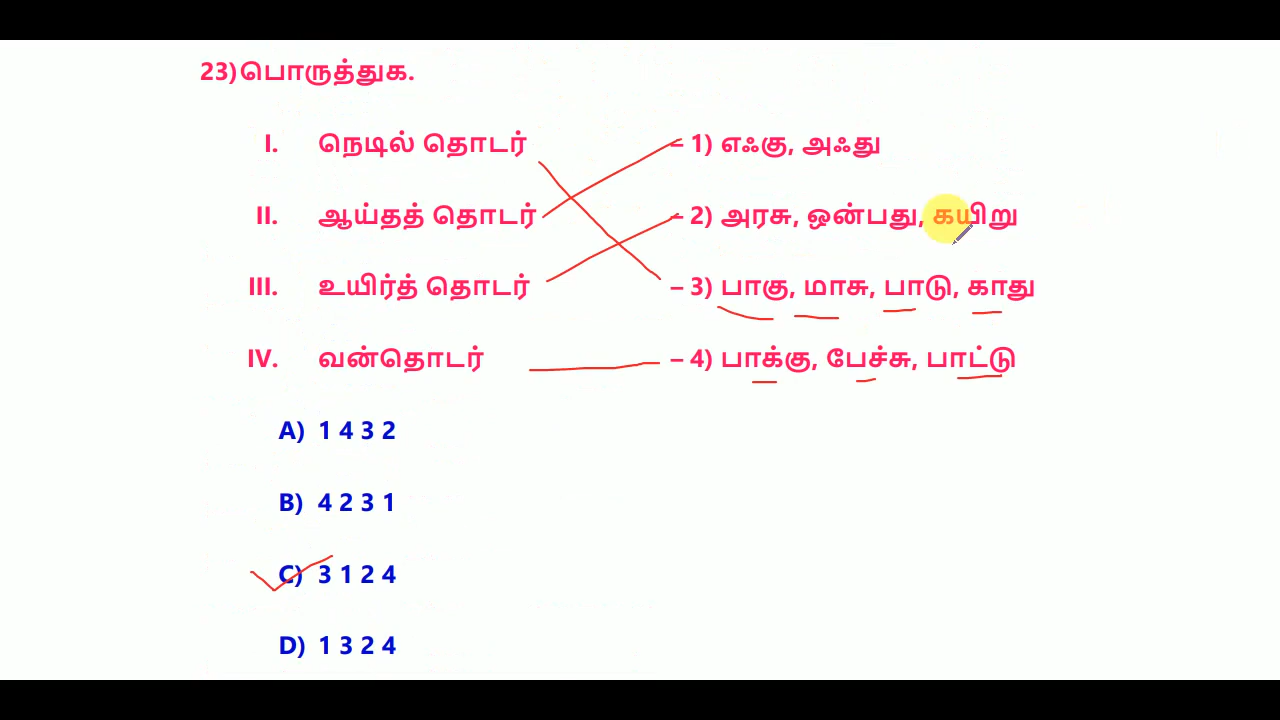 23)பொருத்துக.
I. நெடில் தொடர் – 1) எஃகு, அஃது
II. ஆய்தத் தொடர் – 2) அரசு, ஒன்பது, கயிறு
III. உயிர்த் தொடர் – 3) பாகு, மாசு, பாடு, காது
IV. வன்தொடர் – 4) பாக்கு, பேச்சு, பாட்டு
A) 1 4 3 2
B) 4 2 3 1
C) 3 1 2 4
D) 1 3 2 4